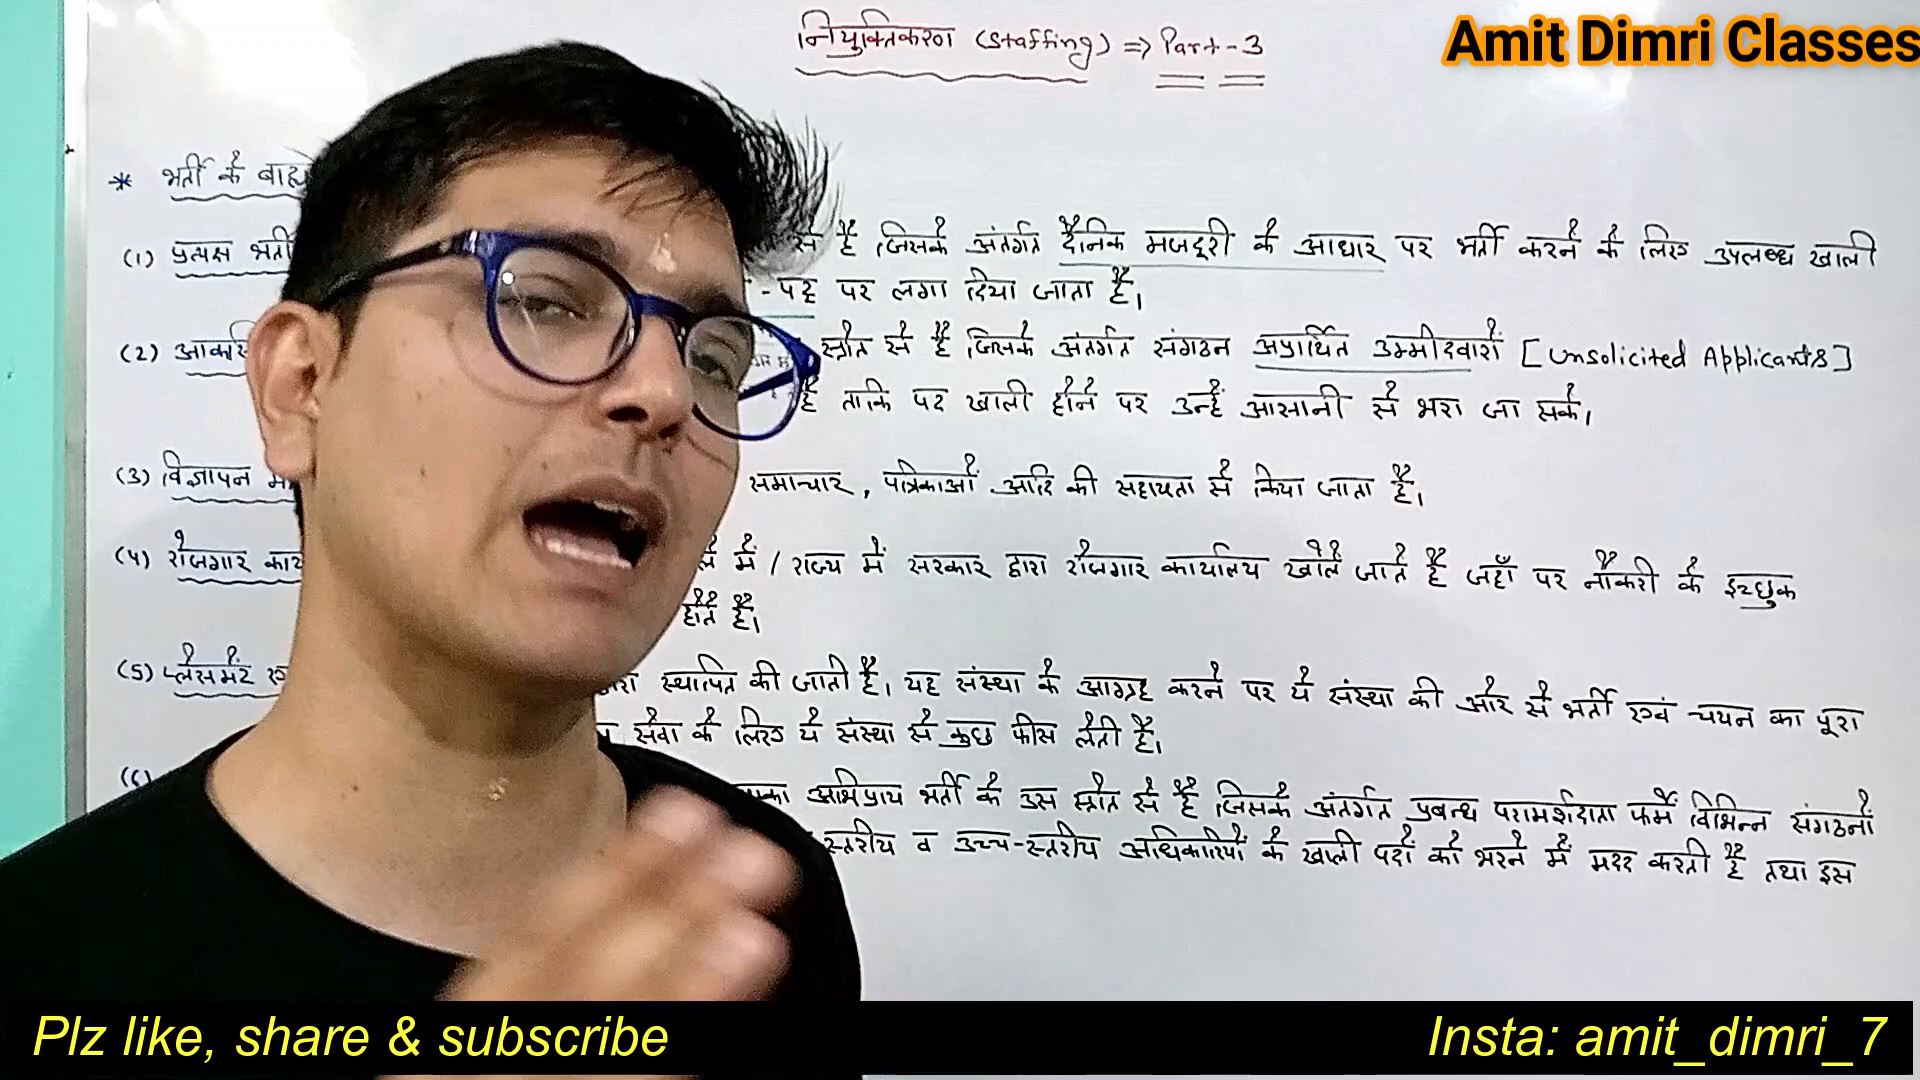 नियुक्तिकरण (Staffing) => Part-3
Amit Dimri Classes
* भर्ती के बाह्य
(1) प्रत्यक्ष भर्ती से है जिसके अंतर्गत दैनिक मजदूरी के आधार पर भर्ती करने के लिए उपलब्ध खाली
- पट्ट पर लगा दिया जाता है।
(2) स्त्रोत से है जिसके अंतर्गत संगठन अप्रार्थित उम्मीदवारों [Unsolicited Applicants]
है ताकि पद खाली होने पर उन्हें आसानी से भरा जा सके।
(3) विज्ञापन समाचार, पत्रिकाओं आदि की सहायता से किया जाता है।
(4) रोजगार में / राज्य में सरकार द्वारा रोजगार कार्यालय खोले जाते है जहाँ पर नौकरी के इच्छुक
होते है।
(5) प्लेसमेंट स्थापित की जाती है। यह संस्था के आग्रह करने पर ये संस्था की ओर से भर्ती एवं चयन का पूरा
सेवा के लिए ये संस्था से कुछ फीस लेती है।
(6) अभिप्राय भर्ती के उस स्त्रोत से है जिसके अंतर्गत प्रबन्ध परामर्शदाता फर्में विभिन्न संगठनों
स्तरीय व उच्च-स्तरीय अधिकारियों के खाली पदों को भरने में मदद करती है तथा इस
Plz like, share & subscribe
Insta: amit_dimri_7